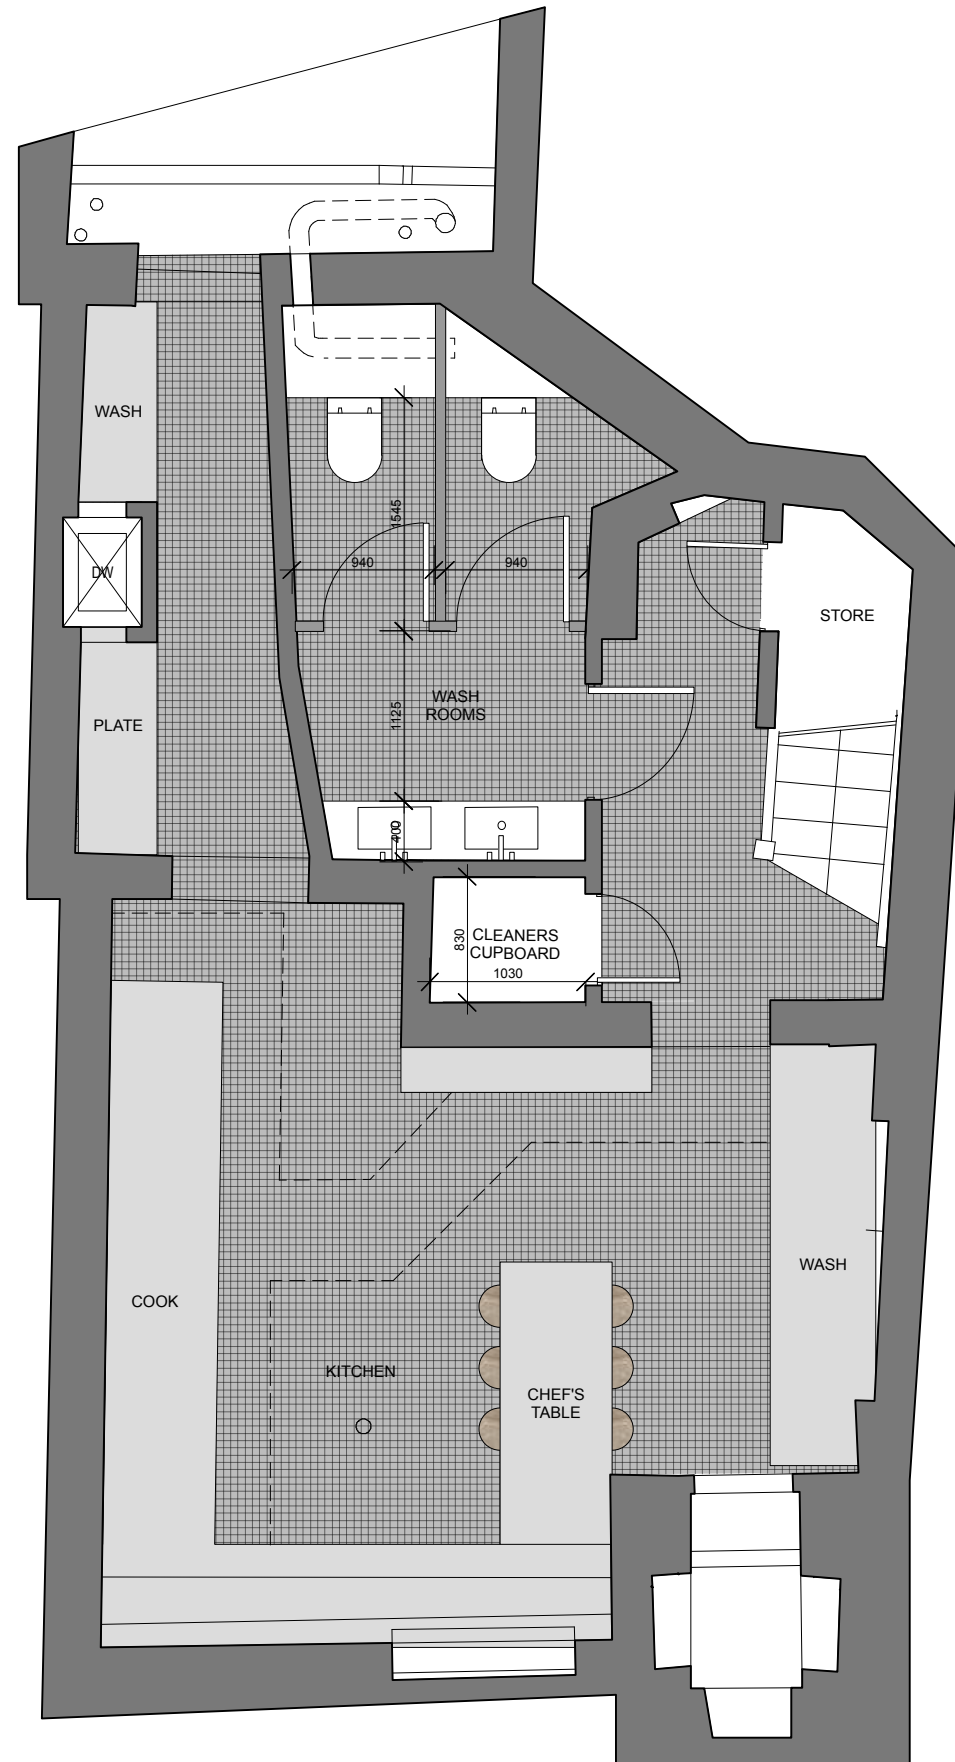 WASH
1545
DW
940
940
STORE
WASH
ROOMS
1125
PLATE
400
CLEANERS
CUPBOARD
830
1030
WASH
COOK
KITCHEN
CHEF'S
TABLE